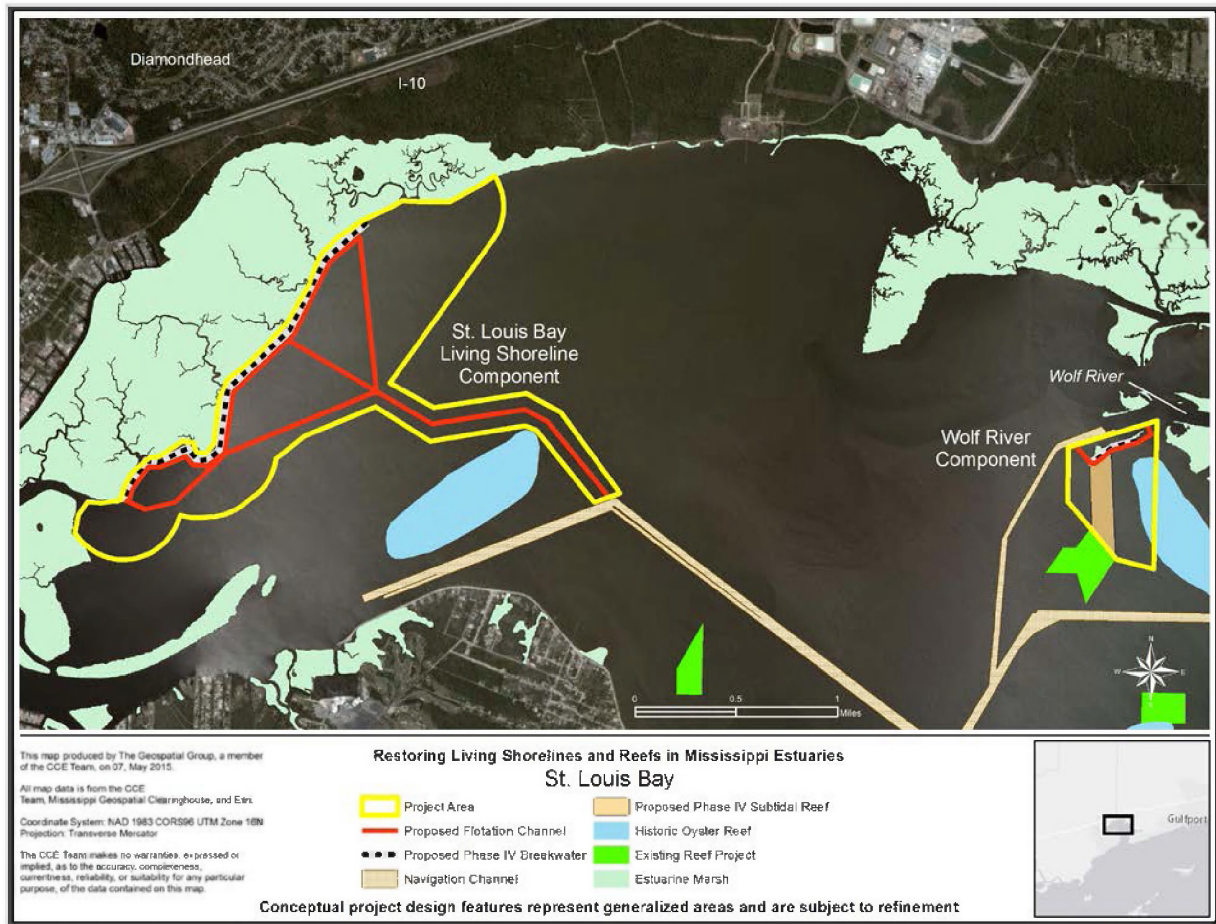 Diamondhead
I-10
St. Louis Bay
Living Shoreline
Component
Wolf River
Wolf River
Component
N
W
E
S
0
0.5
1
Miles
This map produced by The Geospatial Group, a member
of the CCE Team, on 07, May 2015.
All map data is from the CCE
Team, Mississippi Geospatial Clearinghouse, and Esri.
Coordinate System: NAD 1983 CORS96 UTM Zone 16N
Projection: Transverse Mercator
The CCE Team makes no warranties, expressed or
implied, as to the accuracy, completeness,
currentness, reliability, or suitability for any particular
purpose, of the data contained on this map.
Restoring Living Shorelines and Reefs in Mississippi Estuaries
St. Louis Bay
Project Area
Proposed Flotation Channel
Proposed Phase IV Breakwater
Navigation Channel
Proposed Phase IV Subtidal Reef
Historic Oyster Reef
Existing Reef Project
Estuarine Marsh
Gulfport
Conceptual project design features represent generalized areas and are subject to refinement